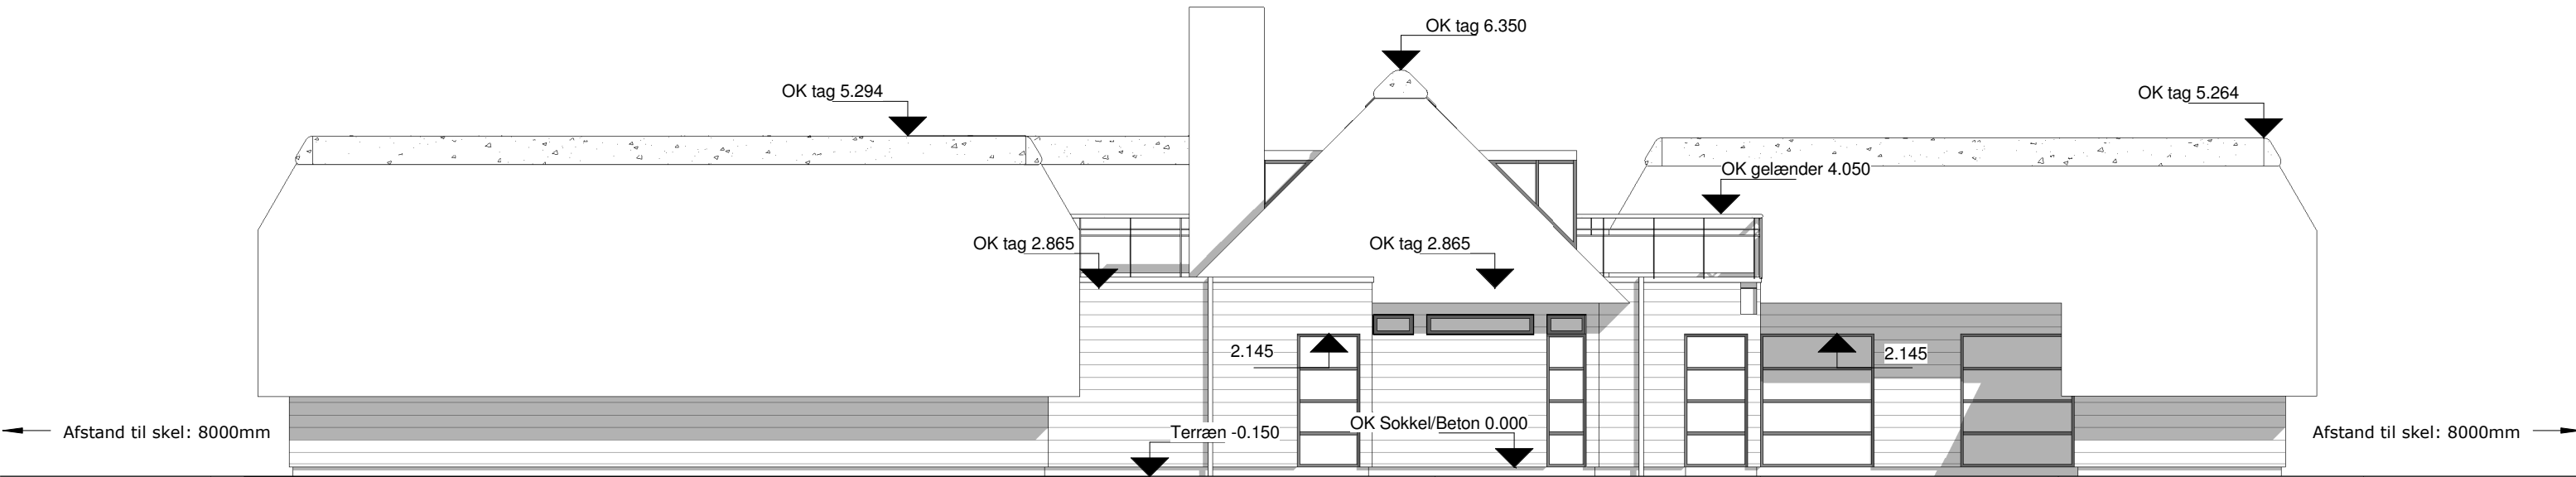 OK tag 6.350
OK tag 5.294
OK tag 5.264
OK gelænder 4.050
OK tag 2.865
OK tag 2.865
2.145
2.145
OK Sokkel/Beton 0.000
Terræn -0.150
Afstand til skel: 8000mm
Afstand til skel: 8000mm